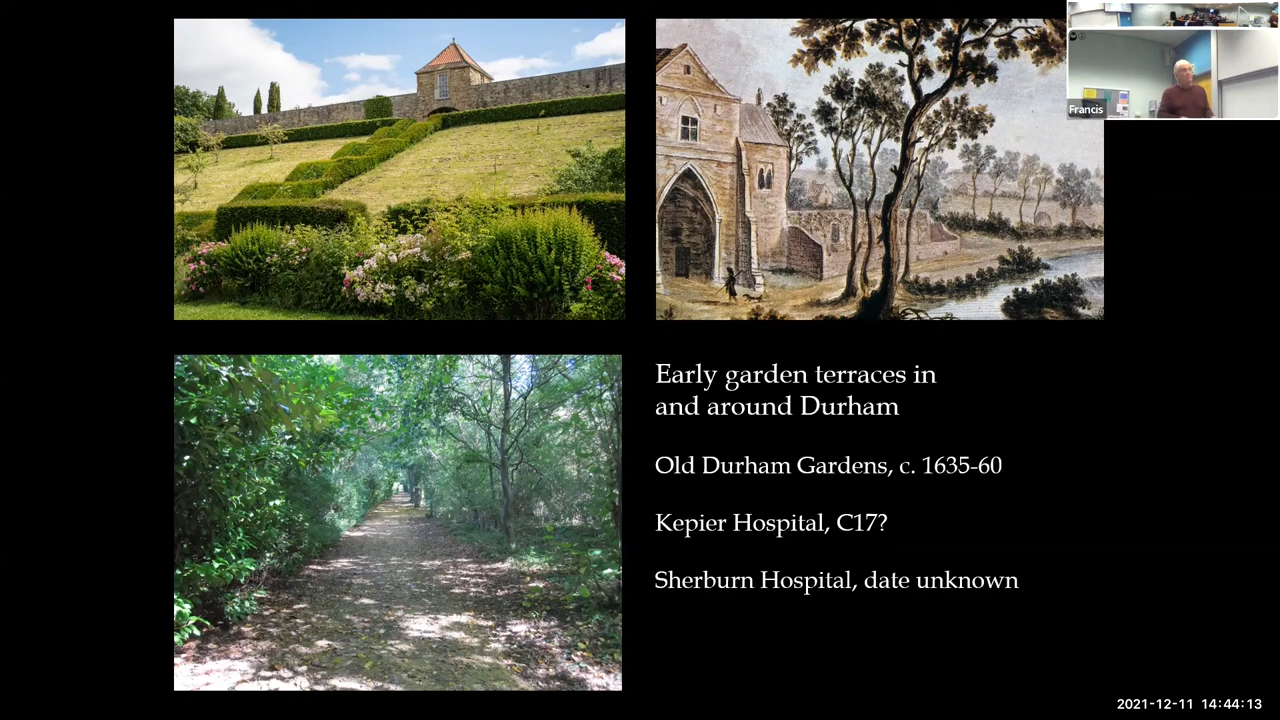 Francis
Early garden terraces in
and around Durham
Old Durham Gardens, c. 1635-60
Kepier Hospital, C17?
Sherburn Hospital, date unknown
2021-12-11 14:44:13